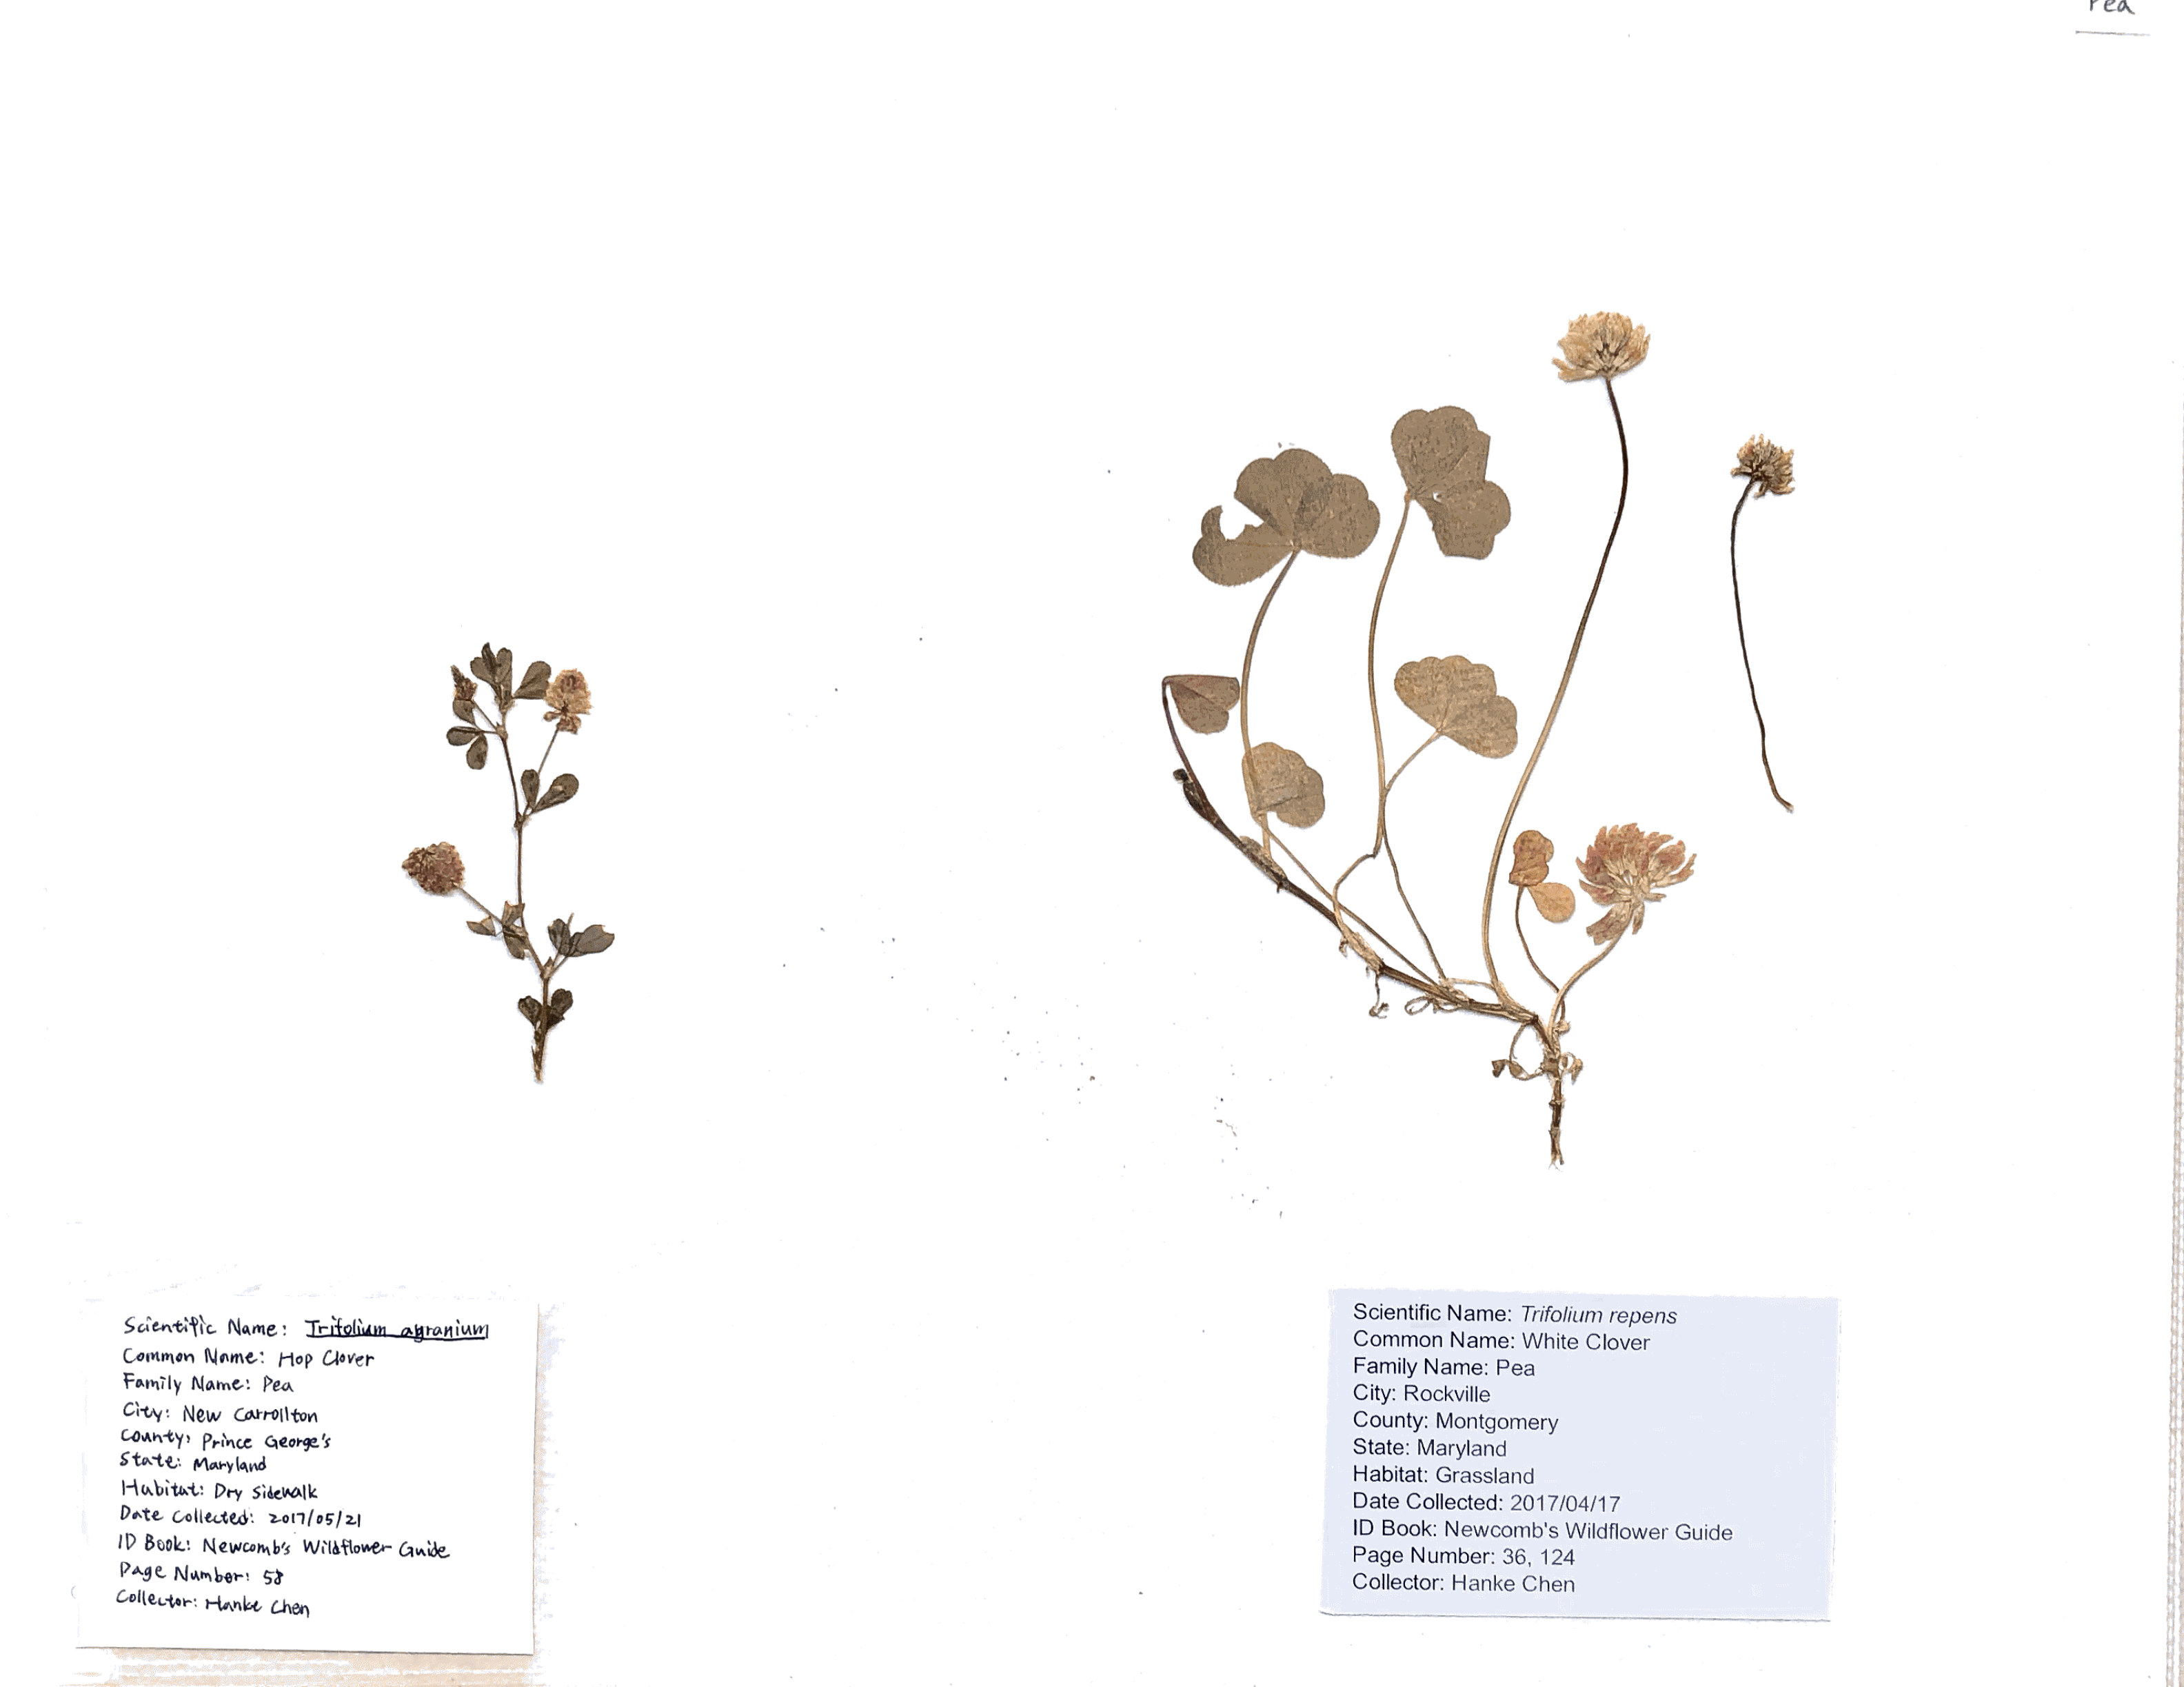 Pea
Scientific Name: Trifolium agranium
Common Name: Hop Clover
Family Name: Pea
City: New Carrollton
County: Prince George's
State: Maryland
Habitat: Dry Sidewalk
Date Collected: 2017/05/21
ID Book: Newcomb's Wildflower Guide
Page Number: 58
Collector: Hanke Chen
Scientific Name: Trifolium repens
Common Name: White Clover
Family Name: Pea
City: Rockville
County: Montgomery
State: Maryland
Habitat: Grassland
Date Collected: 2017/04/17
ID Book: Newcomb's Wildflower Guide
Page Number: 36, 124
Collector: Hanke Chen